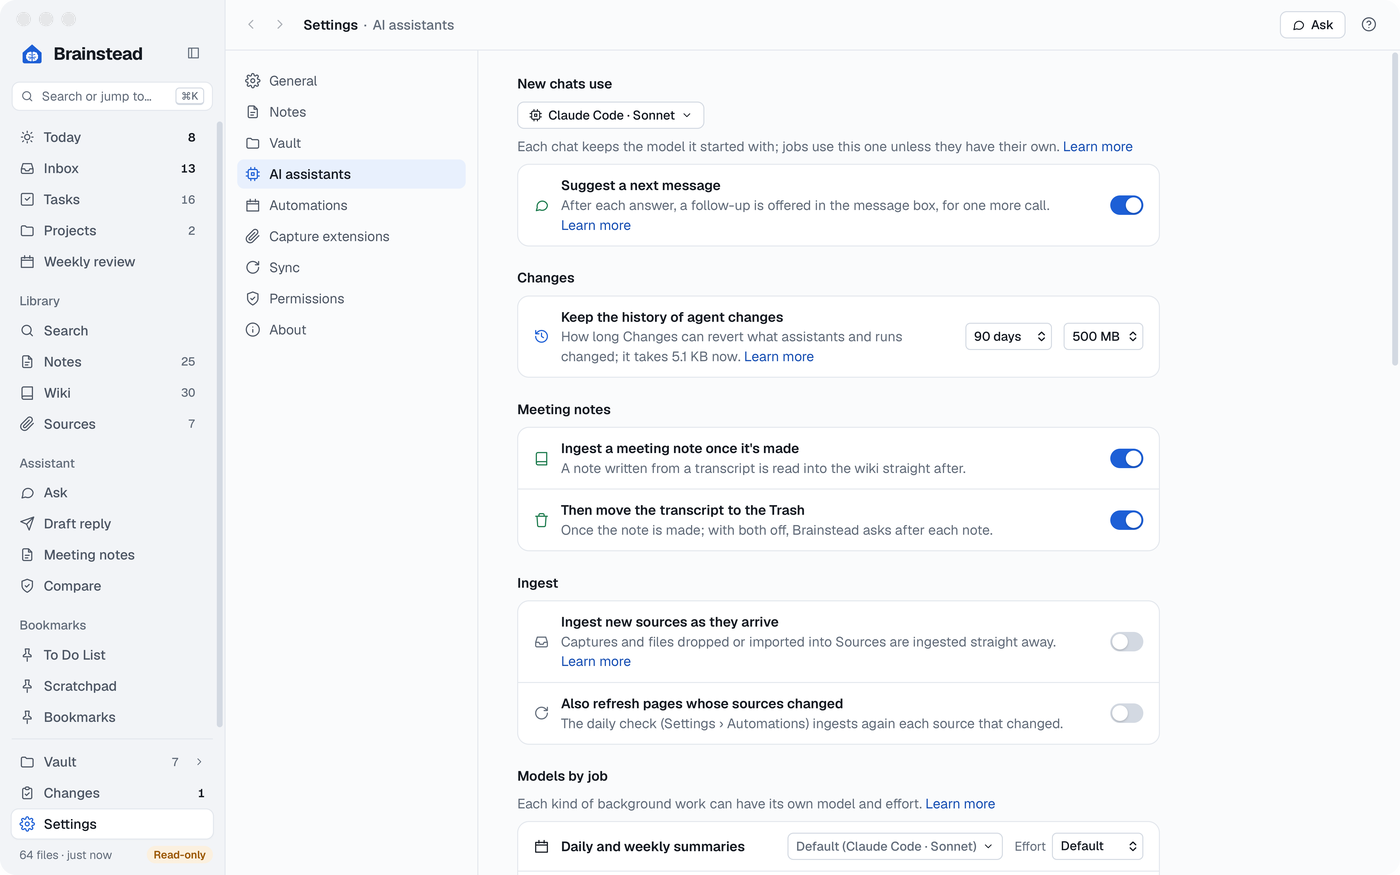 Brainstead
Search or jump to... ⌘K
Today 8
Inbox 13
Tasks 16
Projects 2
Weekly review
Library
Search
Notes 25
Wiki 30
Sources 7
Assistant
Ask
Draft reply
Meeting notes
Compare
Bookmarks
To Do List
Scratchpad
Bookmarks
Vault 7
Changes 1
Settings
64 files · just now Read-only
Settings · AI assistants
Ask
General
Notes
Vault
AI assistants
Automations
Capture extensions
Sync
Permissions
About
New chats use
Claude Code · Sonnet
Each chat keeps the model it started with; jobs use this one unless they have their own. Learn more
Suggest a next message
After each answer, a follow-up is offered in the message box, for one more call.
Learn more
Changes
Keep the history of agent changes
How long Changes can revert what assistants and runs
changed; it takes 5.1 KB now. Learn more
90 days
500 MB
Meeting notes
Ingest a meeting note once it's made
A note written from a transcript is read into the wiki straight after.
Then move the transcript to the Trash
Once the note is made; with both off, Brainstead asks after each note.
Ingest
Ingest new sources as they arrive
Captures and files dropped or imported into Sources are ingested straight away.
Learn more
Also refresh pages whose sources changed
The daily check (Settings › Automations) ingests again each source that changed.
Models by job
Each kind of background work can have its own model and effort. Learn more
Daily and weekly summaries
Default (Claude Code · Sonnet)
Effort
Default